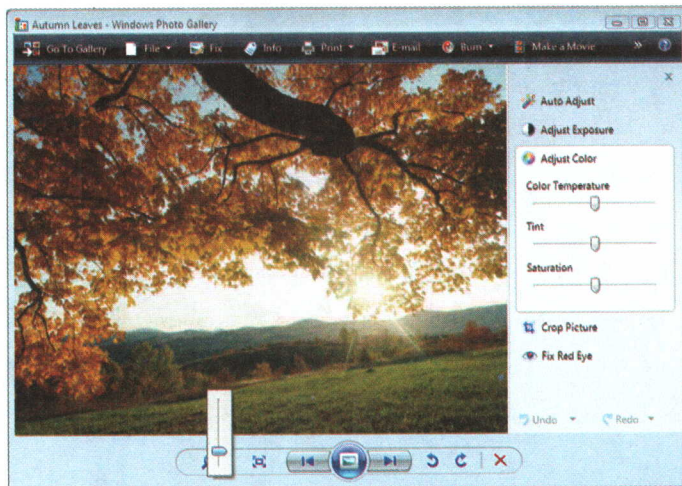 Autumn Leaves - Windows Photo Gallery
Go To Gallery File Fix Info Print E-mail Burn Make a Movie »
Auto Adjust
Adjust Exposure
Adjust Color
Color Temperature
Tint
Saturation
Crop Picture
Fix Red Eye
Undo Redo